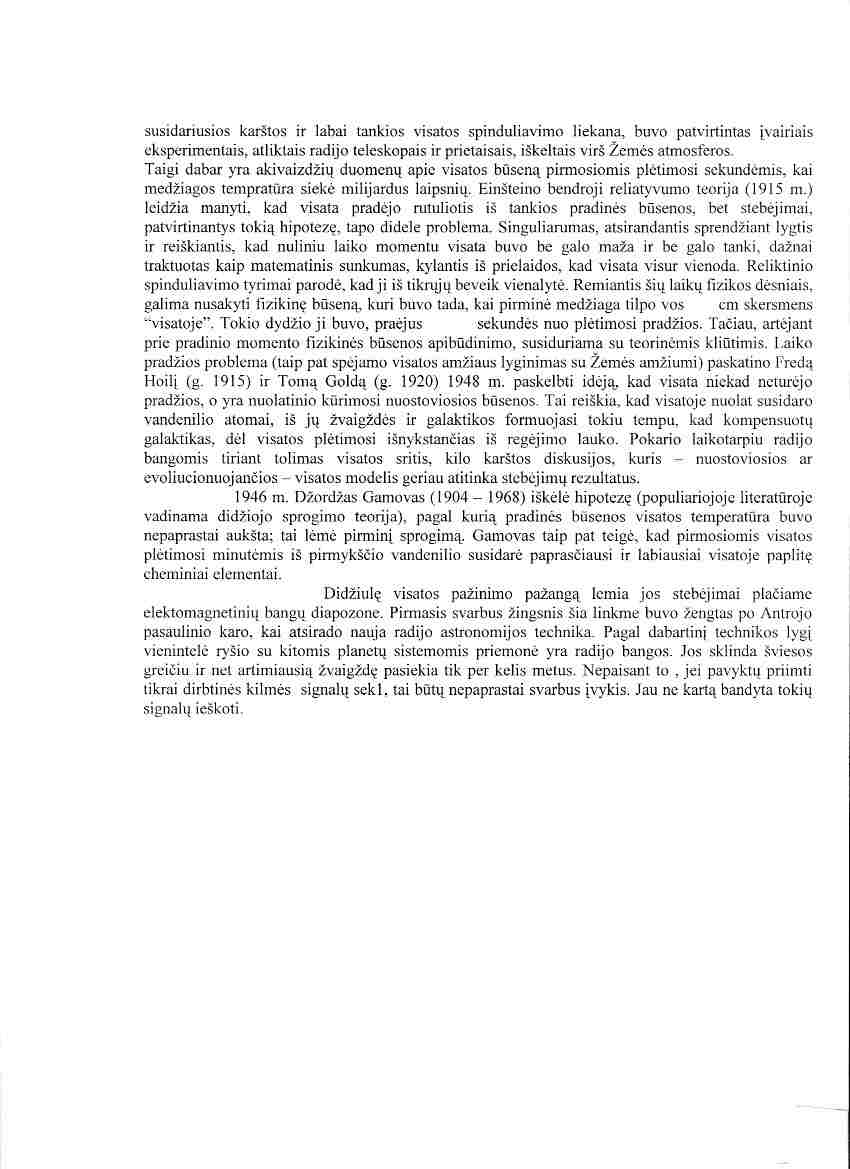 susidariusios karštos ir labai tankios visatos spinduliavimo liekana, buvo patvirtintas įvairiais
eksperimentais, atliktais radijo teleskopais ir prietaisais, iškeltais virš Žemės atmosferos.
Taigi dabar yra akivaizdžių duomenų apie visatos būseną pirmosiomis plėtimosi sekundėmis, kai
medžiagos tempratūra siekė milijardus laipsnių. Einšteino bendroji reliatyvumo teorija (1915 m.)
leidžia manyti, kad visata pradėjo rutuliotis iš tankios pradinės būsenos, bet stebėjimai,
patvirtinantys tokią hipotezę, tapo didele problema. Singuliarumas, atsirandantis sprendžiant lygtis
ir reiškiantis, kad nuliniu laiko momentu visata buvo be galo maža ir be galo tanki, dažnai
traktuotas kaip matematinis sunkumas, kylantis iš prielaidos, kad visata visur vienoda. Reliktinio
spinduliavimo tyrimai parodė, kad ji iš tikrųjų beveik vienalytė. Remiantis šių laikų fizikos dėsniais,
galima nusakyti fizikinę būseną, kuri buvo tada, kai pirminė medžiaga tilpo vos cm skersmens
“visatoje”. Tokio dydžio ji buvo, praėjus sekundės nuo plėtimosi pradžios. Tačiau, artėjant
prie pradinio momento fizikinės būsenos apibūdinimo, susiduriama su teorinėmis kliūtimis. Laiko
pradžios problema (taip pat spėjamo visatos amžiaus lyginimas su Žemės amžiumi) paskatino Fredą
Hoilį (g. 1915) ir Tomą Goldą (g. 1920) 1948 m. paskelbti idėją, kad visata niekad neturėjo
pradžios, o yra nuolatinio kūrimosi nuostoviosios būsenos. Tai reiškia, kad visatoje nuolat susidaro
vandenilio atomai, iš jų žvaigždės ir galaktikos formuojasi tokiu tempu, kad kompensuotų
galaktikas, dėl visatos plėtimosi išnykstančias iš regėjimo lauko. Pokario laikotarpiu radijo
bangomis tiriant tolimas visatos sritis, kilo karštos diskusijos, kuris – nuostoviosios ar
evoliucionuojančios – visatos modelis geriau atitinka stebėjimų rezultatus.
1946 m. Džordžas Gamovas (1904 – 1968) iškėlė hipotezę (populiariojoje literatūroje
vadinama didžiojo sprogimo teorija), pagal kurią pradinės būsenos visatos temperatūra buvo
nepaprastai aukšta; tai lėmė pirminį sprogimą. Gamovas taip pat teigė, kad pirmosiomis visatos
plėtimosi minutėmis iš pirmykščio vandenilio susidarė paprasčiausi ir labiausiai visatoje paplitę
cheminiai elementai.
Didžiulę visatos pažinimo pažangą lemia jos stebėjimai plačiame
elektomagnetinių bangų diapozone. Pirmasis svarbus žingsnis šia linkme buvo žengtas po Antrojo
pasaulinio karo, kai atsirado nauja radijo astronomijos technika. Pagal dabartinį technikos lygį
vienintelė ryšio su kitomis planetų sistemomis priemonė yra radijo bangos. Jos sklinda šviesos
greičiu ir net artimiausią žvaigždę pasiekia tik per kelis metus. Nepaisant to , jei pavyktų priimti
tikrai dirbtinės kilmės signalų sek1, tai būtų nepaprastai svarbus įvykis. Jau ne kartą bandyta tokių
signalų ieškoti.